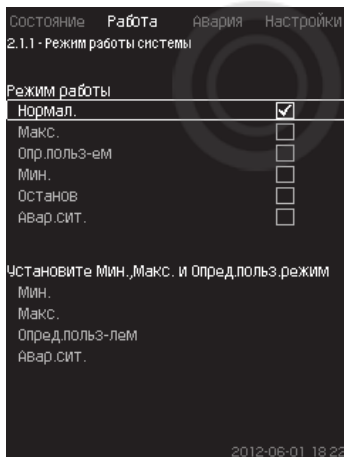 Состояние Работа Авария Настройки
2.1.1 - Режим работы системы
Режим работы
Нормал.
Макс.
Опр.польз-ем
Мин.
Останов
Авар.сит.
Установите Мин.,Макс. и Опред.польз.режим
Мин.
Макс.
Опред.польз-лем
Авар.сит.
2012-06-01 18:22